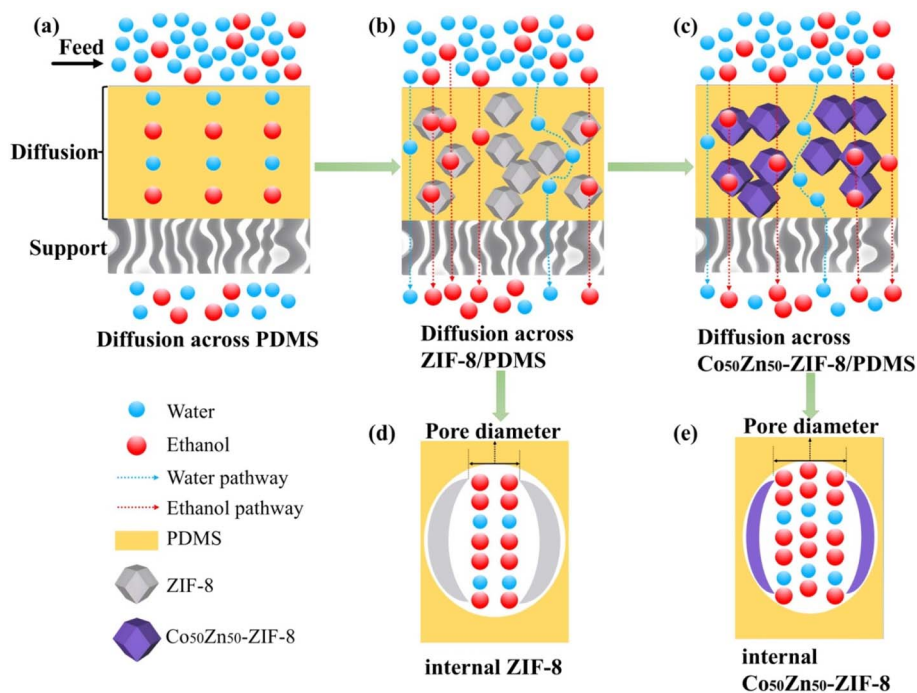 (a)
Feed
Diffusion
Support
Diffusion across PDMS
(b)
Diffusion across
ZIF-8/PDMS
(c)
Diffusion across
Co50Zn50-ZIF-8/PDMS
Water
Ethanol
Water pathway
Ethanol pathway
PDMS
ZIF-8
Co50Zn50-ZIF-8
(d)
Pore diameter
internal ZIF-8
(e)
Pore diameter
internal
Co50Zn50-ZIF-8